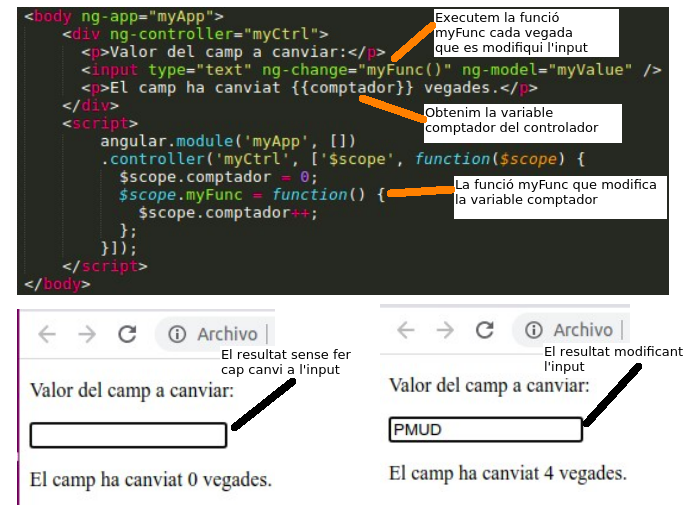 <body ng-app="myApp">
<div ng-controller="myCtrl">
<p>Valor del camp a canviar:</p>
<input type="text" ng-change="myFunc()" ng-model="myValue" />
<p>El camp ha canviat {{comptador}} vegades.</p>
</div>
<script>
angular.module('myApp', [])
.controller('myCtrl', ['$scope', function($scope) {
$scope.comptador = 0;
$scope.myFunc = function() {
$scope.comptador++;
};
}]);
</script>
</body>
Executem la funció
myFunc cada vegada
que es modifiqui l'input
Obtenim la variable
comptador del controlador
La funció myFunc que modifica
la variable comptador
Archivo |
El resultat sense fer
cap canvi a l'input
Valor del camp a canviar:
El camp ha canviat 0 vegades.
Archivo |
El resultat modificant
l'input
Valor del camp a canviar:
PMUD
El camp ha canviat 4 vegades.